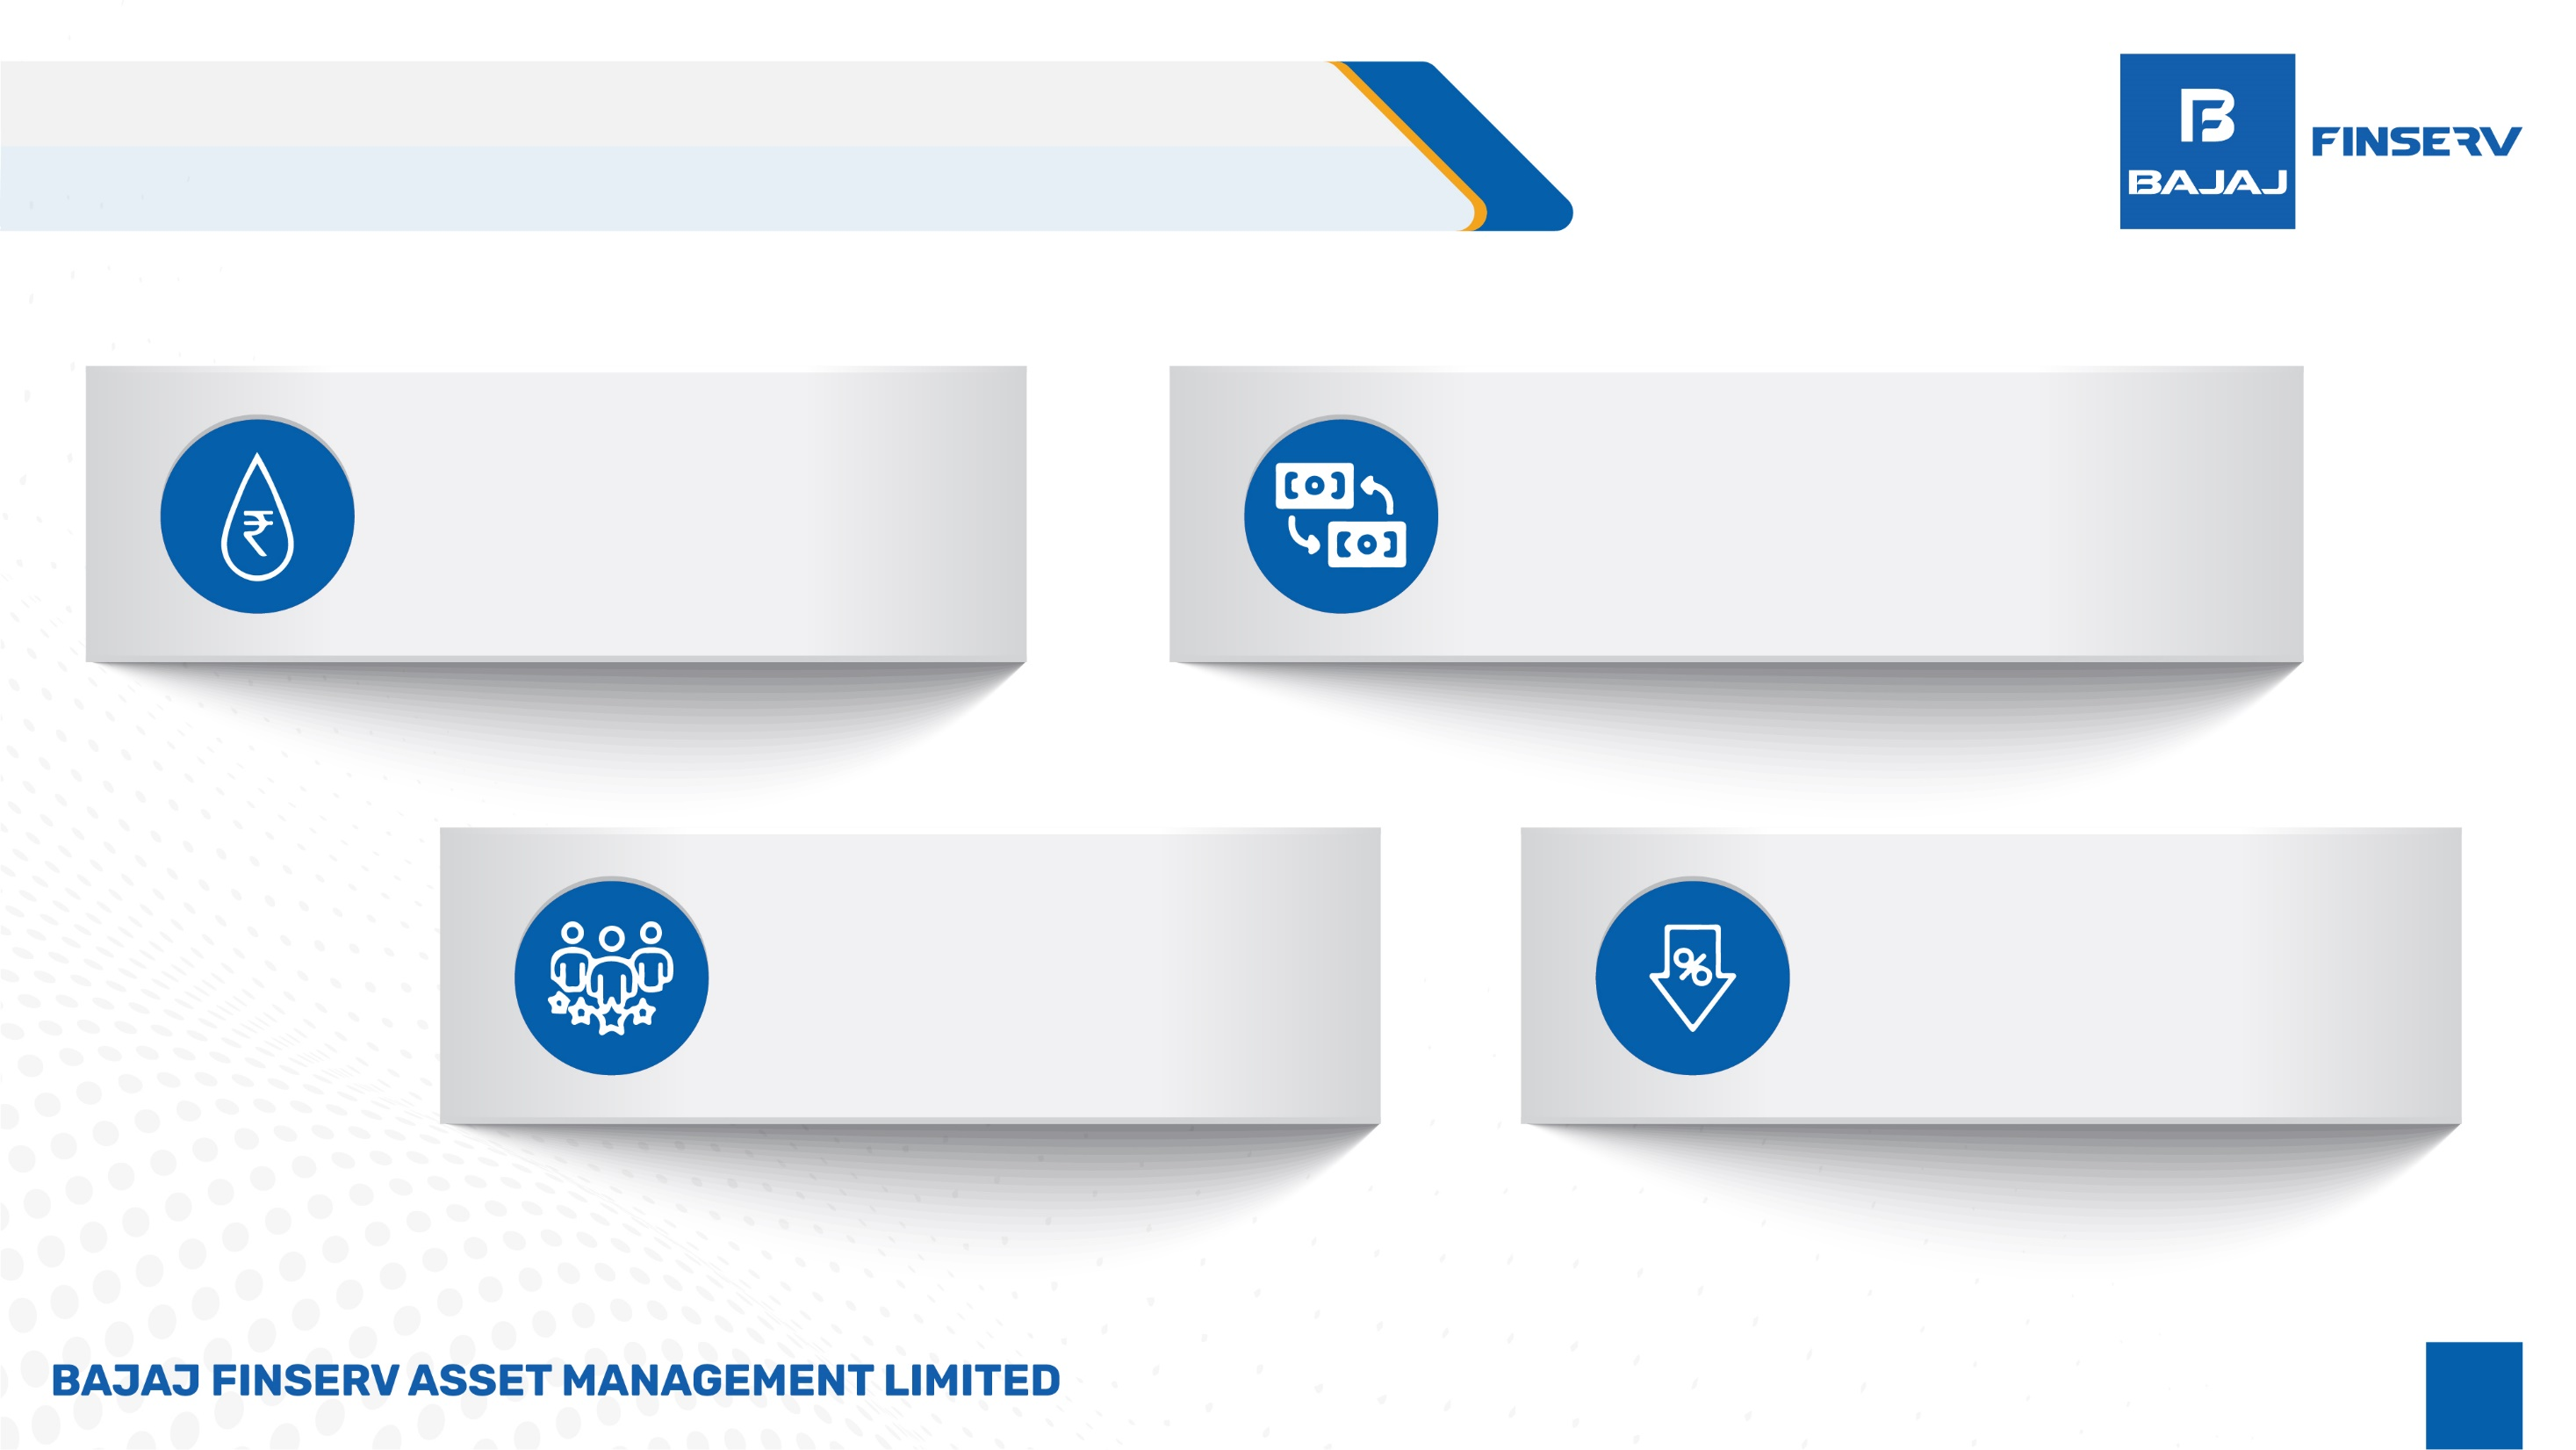 B
BAJAJ
FINSERV
₹
%
BAJAJ FINSERV ASSET MANAGEMENT LIMITED